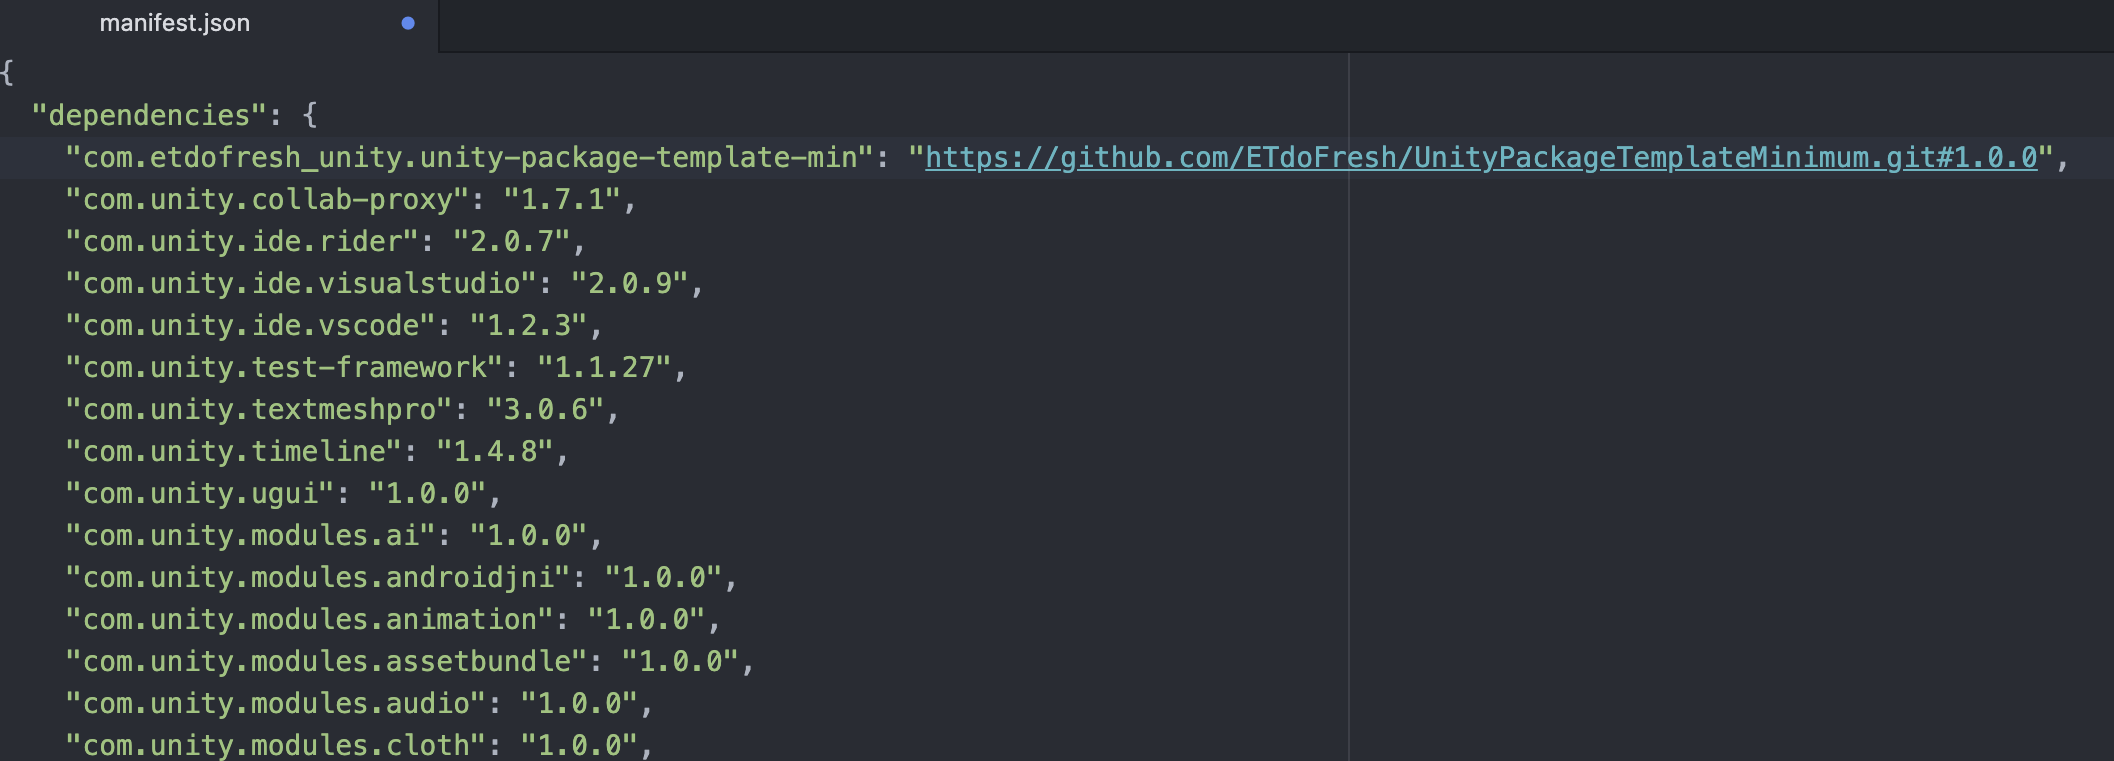 manifest.json
{
"dependencies": {
"com.etdofresh_unity.unity-package-template-min": "https://github.com/ETdoFresh/UnityPackageTemplateMinimum.git#1.0.0",
"com.unity.collab-proxy": "1.7.1",
"com.unity.ide.rider": "2.0.7",
"com.unity.ide.visualstudio": "2.0.9",
"com.unity.ide.vscode": "1.2.3",
"com.unity.test-framework": "1.1.27",
"com.unity.textmeshpro": "3.0.6",
"com.unity.timeline": "1.4.8",
"com.unity.ugui": "1.0.0",
"com.unity.modules.ai": "1.0.0",
"com.unity.modules.androidjni": "1.0.0",
"com.unity.modules.animation": "1.0.0",
"com.unity.modules.assetbundle": "1.0.0",
"com.unity.modules.audio": "1.0.0",
"com.unity.modules.cloth": "1.0.0",